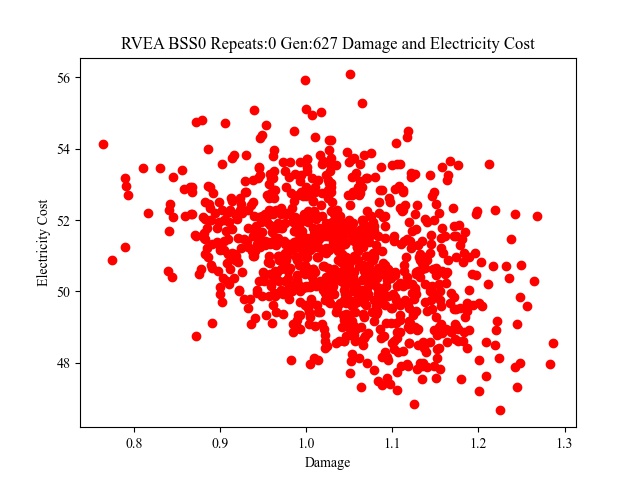 RVEA BSS0 Repeats:0 Gen:627 Damage and Electricity Cost
56
54
52
50
48
Electricity Cost
0.8 0.9 1.0 1.1 1.2 1.3
Damage